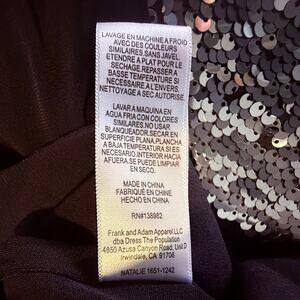 LAVAGE EN MACHINE A FROID
AVEC DES COULEURS
SIMILAIRES.SANS JAVEL.
ETENDRE A PLAT POUR LE
SECHAGE.REPASSER A
BASSE TEMPERATURE SI
NECESSAIRE.A L'ENVERS.
NETTOYAGE A SEC AUTORISE.
LAVAR A MAQUINA EN
AGUA FRIA CON COLORES
SIMILARES.NO USAR
BLANQUEADOR.SECAR EN
SUPERFICIE PLANA.PLANCHA
A BAJA TEMPERATURA SI ES
NECESARIO.INTERIOR HACIA
AFUERA.SE PUEDE LIMPIAR
EN SECO.
MADE IN CHINA
FABRIQUÉ EN CHINE
HECHO EN CHINA
RN#138982
Frank and Adam Apparel LLC
dba Dress The Population
4850 Azusa Canyon Road, Unit D
Irwindale, CA 91706
NATALIE 1651-1242